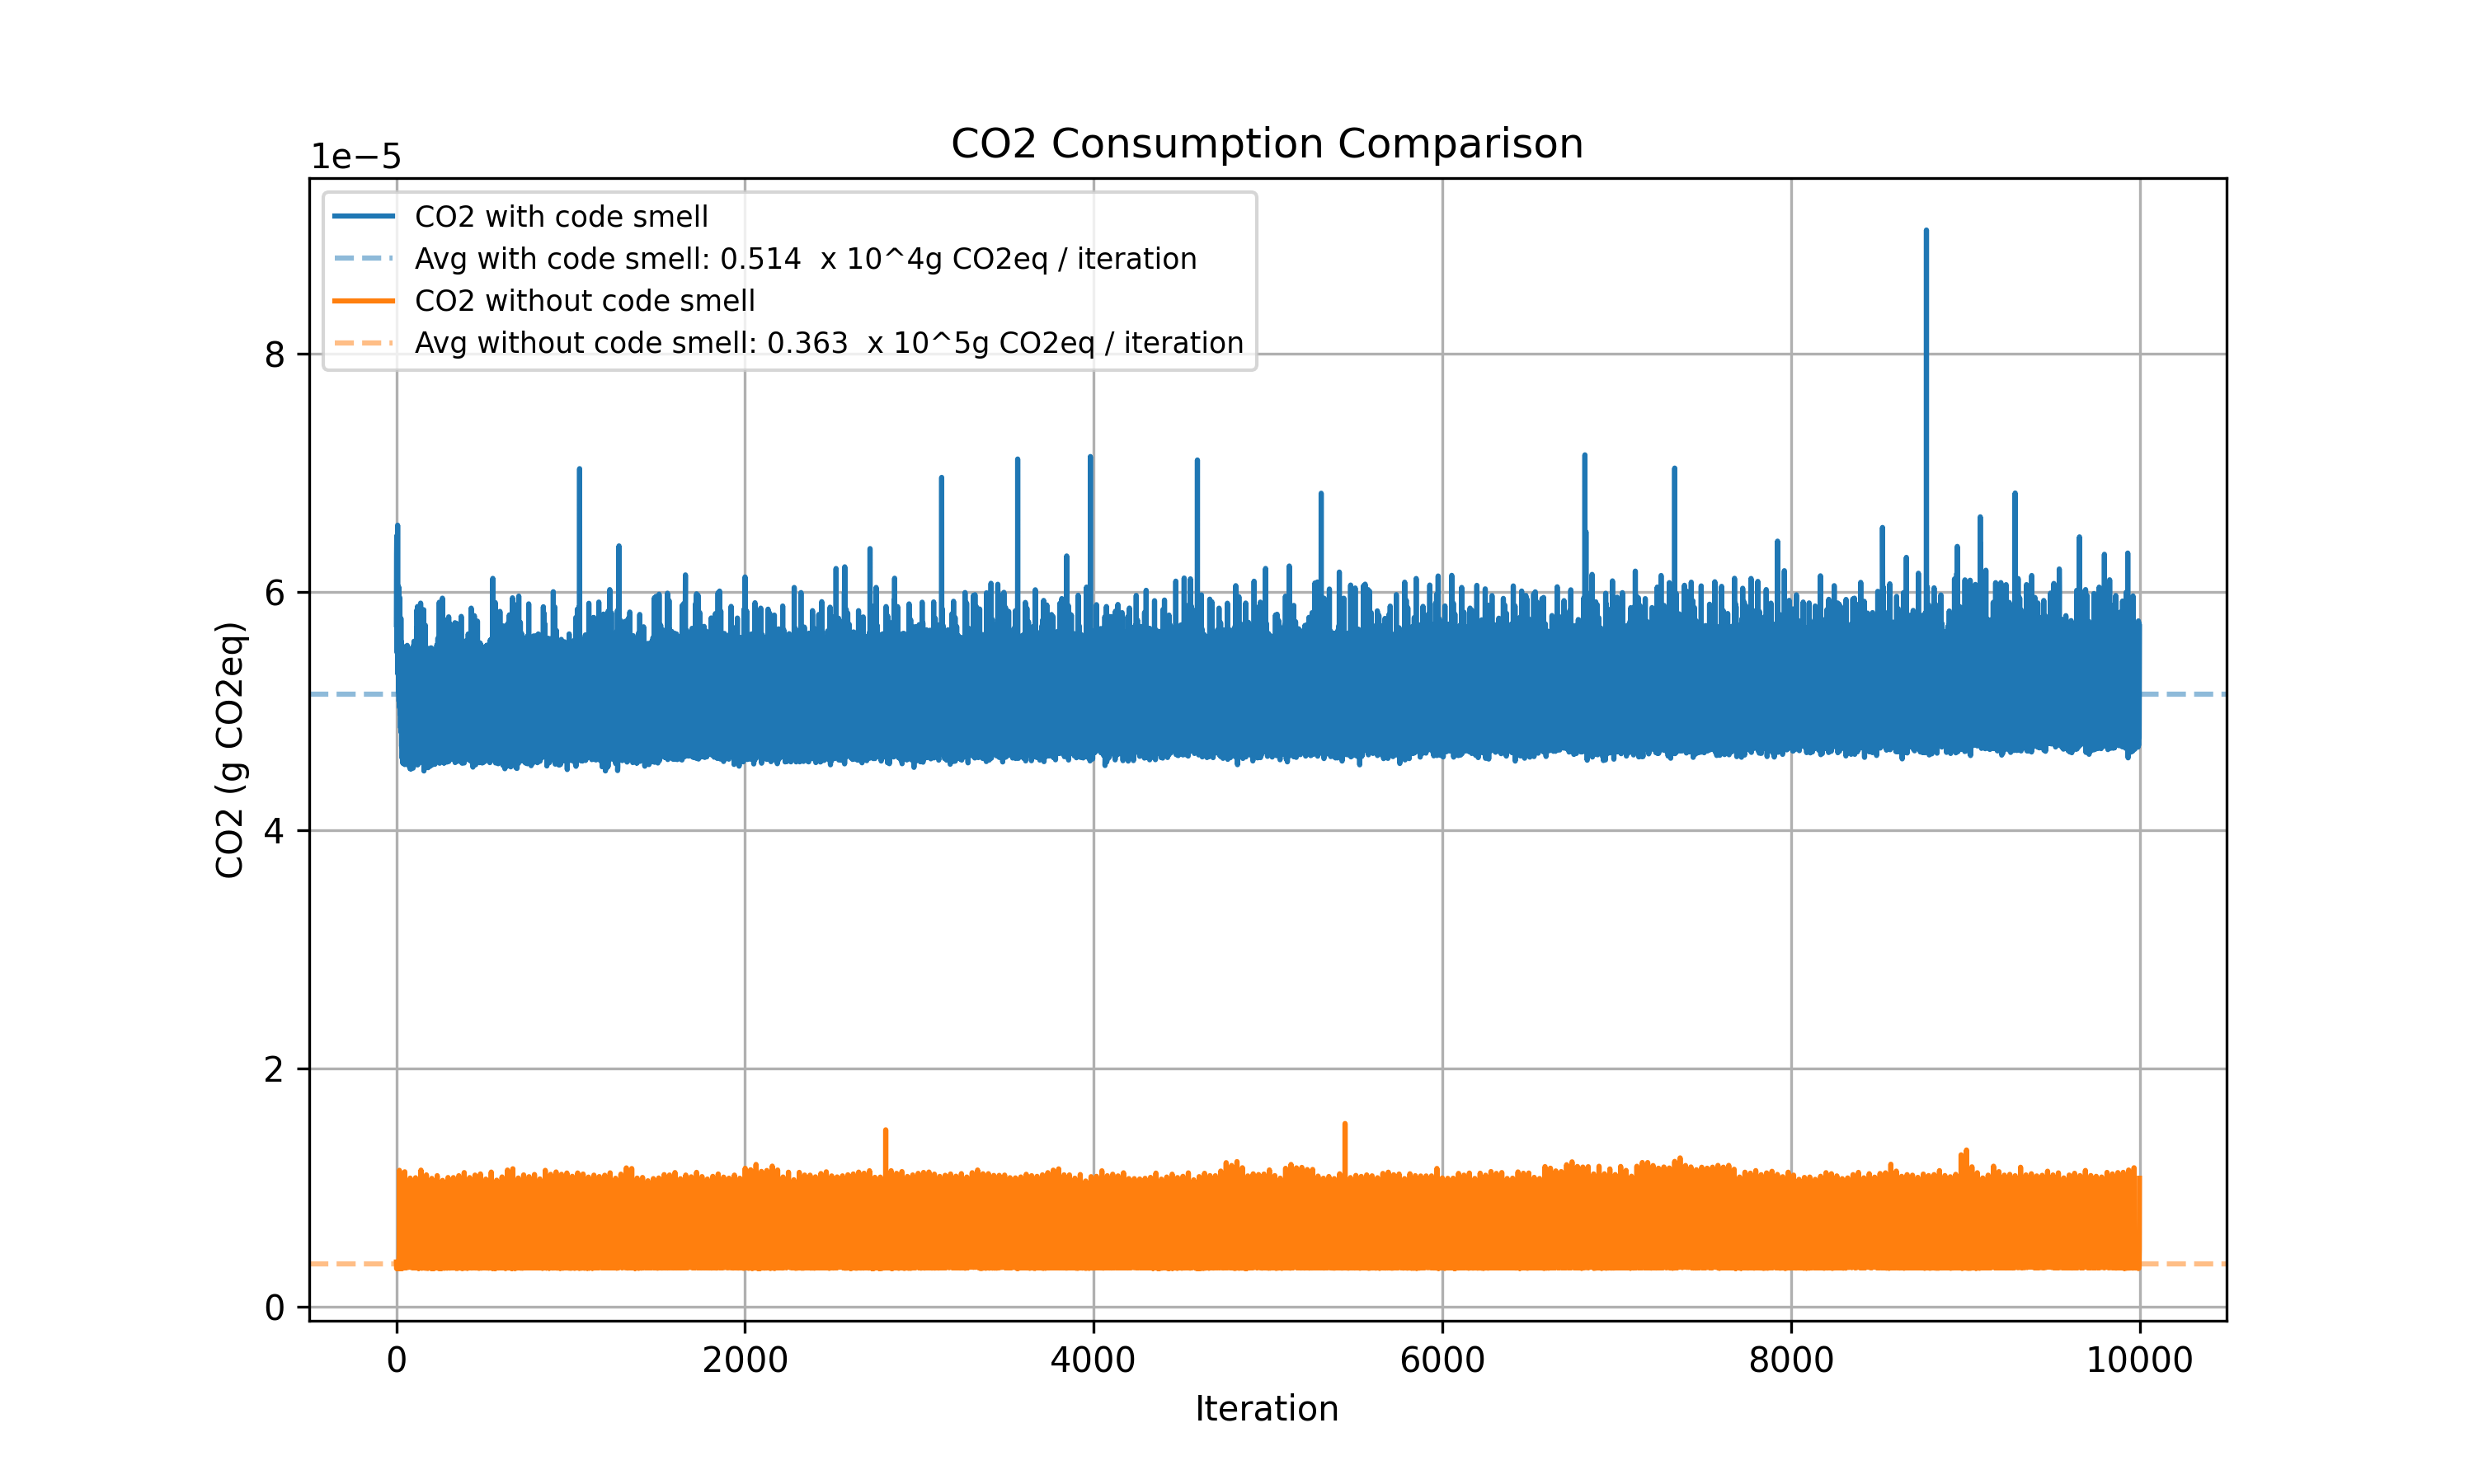 CO2 Consumption Comparison
1e−5
CO2 with code smell
Avg with code smell: 0.514  x 10^4g CO2eq / iteration
CO2 without code smell
Avg without code smell: 0.363  x 10^5g CO2eq / iteration
8
6
4
2
0
CO2 (g CO2eq)
0 2000 4000 6000 8000 10000
Iteration